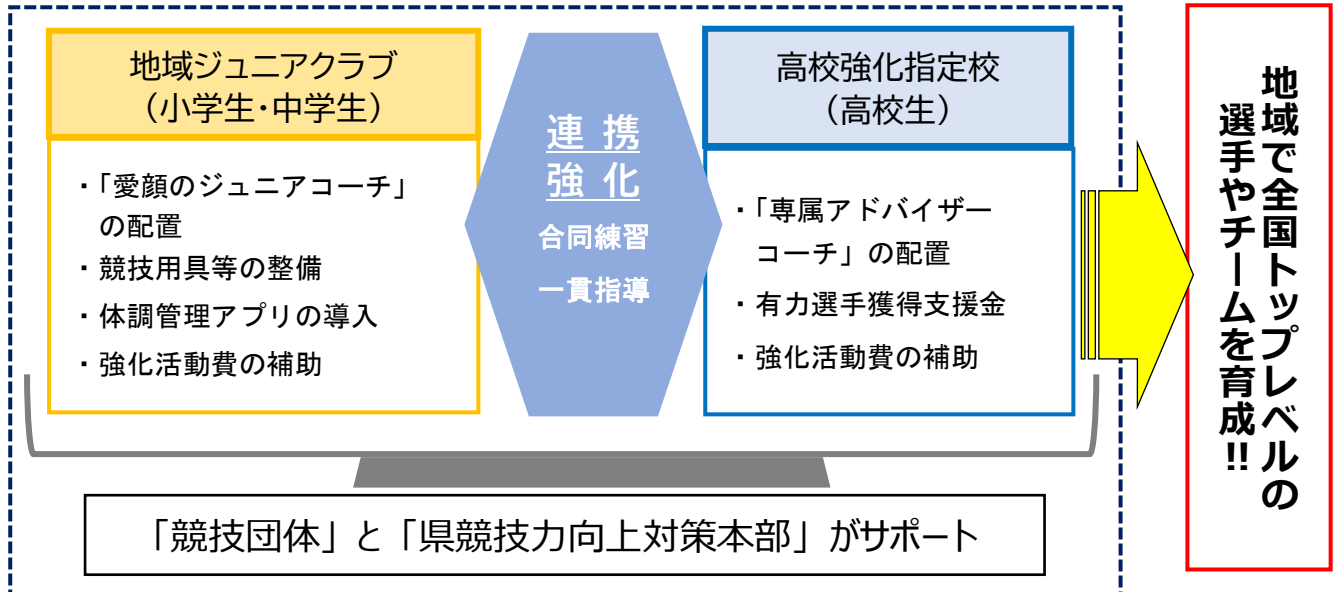 地域ジュニアクラブ
（小学生・中学生）
・「愛顔のジュニアコーチ」
の配置
・競技用具等の整備
・体調管理アプリの導入
・強化活動費の補助
連 携
強 化
合同練習
一貫指導
高校強化指定校
（高校生）
・「専属アドバイザー
コーチ」の配置
・有力選手獲得支援金
・強化活動費の補助
地域で全国トップレベルの
選手やチームを育成!!
「競技団体」と「県競技力向上対策本部」がサポート